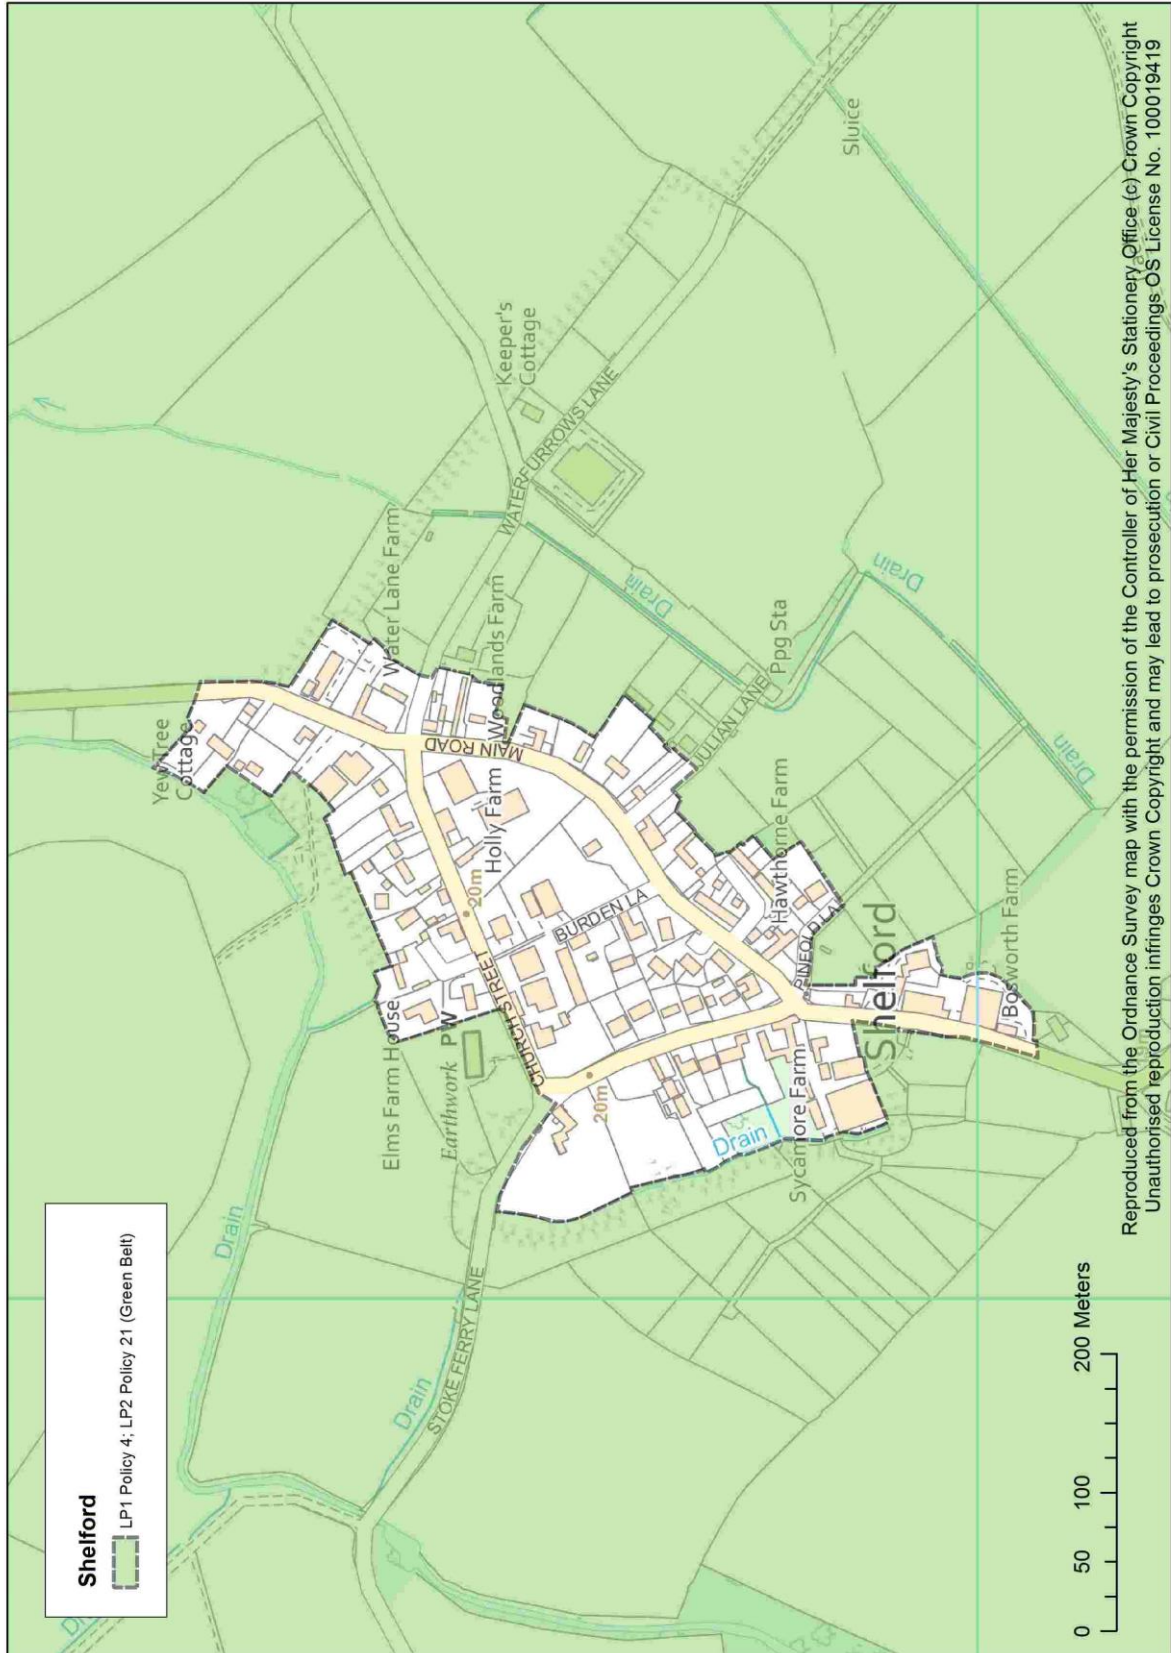 Shelford
LP1 Policy 4; LP2 Policy 21 (Green Belt)
Drain
Drain
STOKE FERRY LANE
Elms Farm House
Earthwork
PW
CHURCH STREET
20m
20m
Drain
Sycamore Farm
Yew Tree
Cottage
Holly Farm
BURDEN LA
MAIN ROAD
Water Lane Farm
Woodlands Farm
WATERFURROWS LANE
Keeper's
Cottage
Sluice
Drain
Drain
Drain
Ppg Sta
JULIAN LANE
Hawthorne Farm
PINFOLD LA
Shelford
Bosworth Farm
0 50 100 200 Meters
Reproduced from the Ordnance Survey map with the permission of the Controller of Her Majesty's Stationery Office (c) Crown Copyright
Unauthorised reproduction infringes Crown Copyright and may lead to prosecution or Civil Proceedings OS License No. 100019419